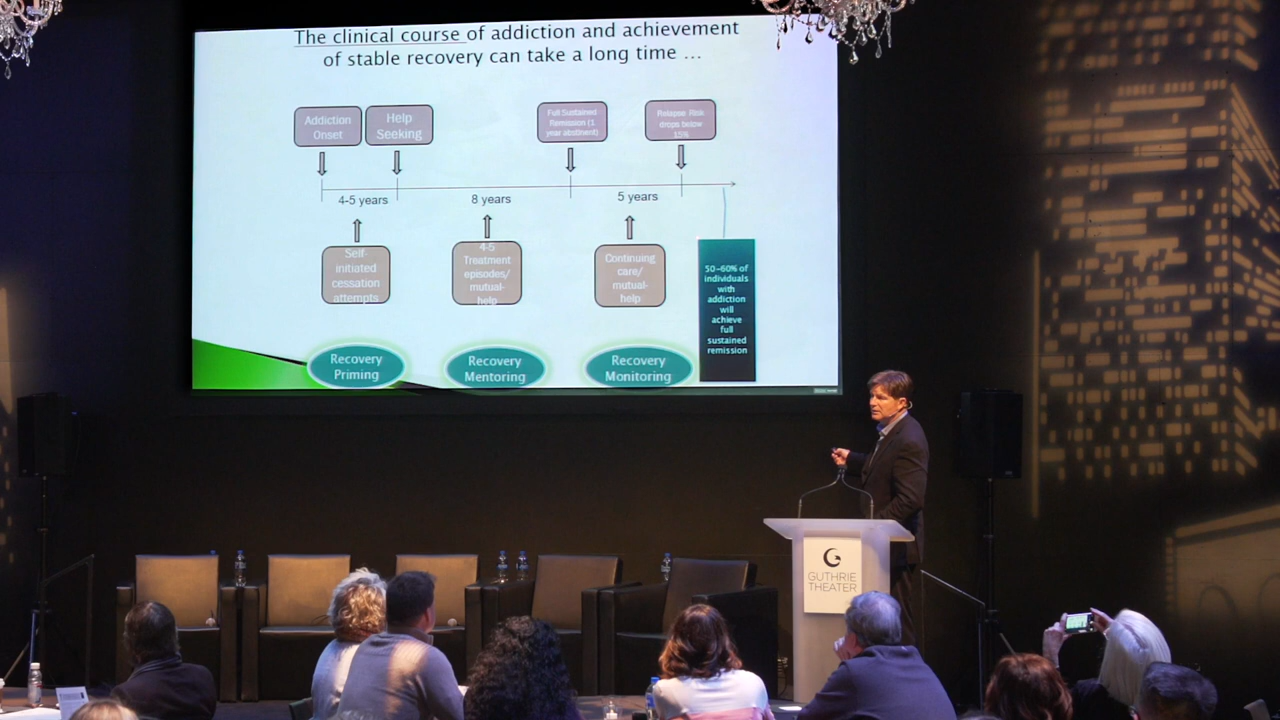 The clinical course of addiction and achievement
of stable recovery can take a long time ...
Addiction
Onset
Help
Seeking
Full Sustained
Remission (1
year abstinent)
Relapse Risk
drops below
15%
4-5 years
8 years
5 years
Self-
initiated
cessation
attempts
4-5
Treatment
episodes/
mutual-
help
Continuing
care/
mutual-
help
50-60% of
individuals
with
addiction
will
achieve
full
sustained
remission
Recovery
Priming
Recovery
Mentoring
Recovery
Monitoring
GUTHRIE
THEATER